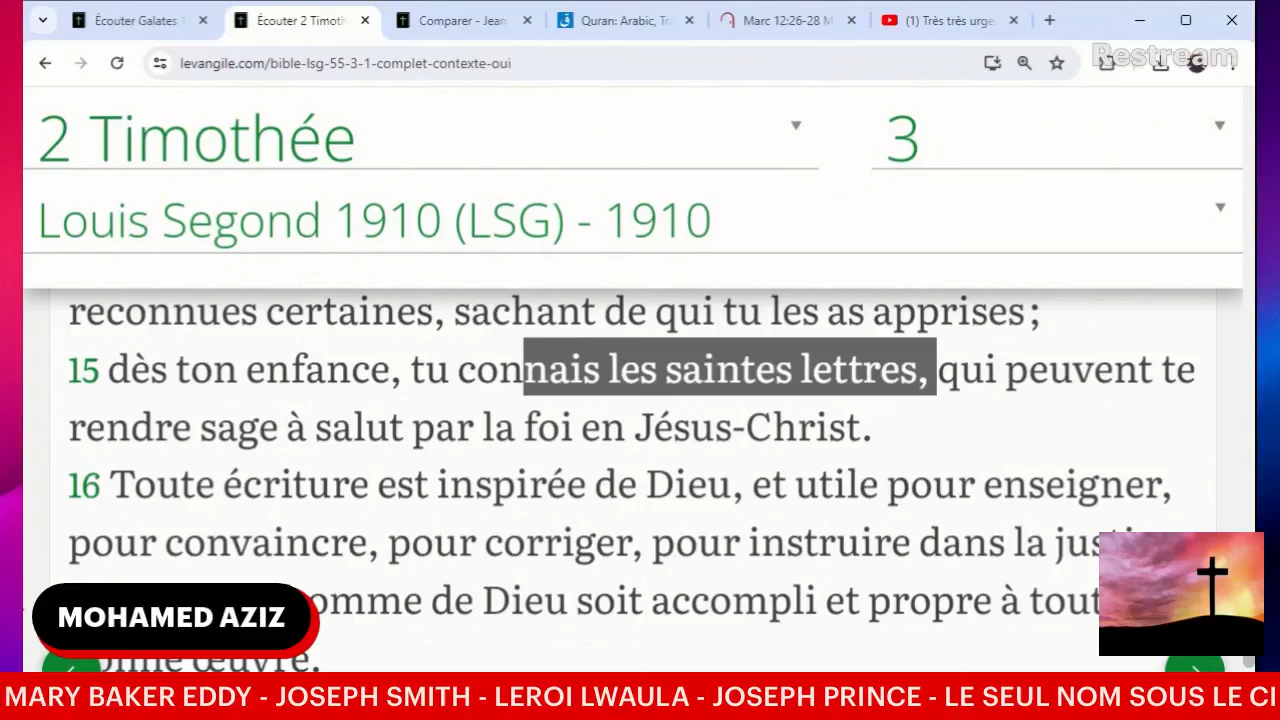 Écouter Galates 1
Écouter 2 Timoth
Comparer - Jean
Quran: Arabic, Tra
Marc 12:26-28 M
(1) Très très urge
levangile.com/bible-lsg-55-3-1-complet-contexte-oui
Restream
2 Timothée
3
Louis Segond 1910 (LSG) - 1910
reconnues certaines, sachant de qui tu les as apprises;
15 dès ton enfance, tu connais les saintes lettres, qui peuvent te
rendre sage à salut par la foi en Jésus-Christ.
16 Toute écriture est inspirée de Dieu, et utile pour enseigner,
pour convaincre, pour corriger, pour instruire dans la jus
omme de Dieu soit accompli et propre à tout
onne œuvre.
MOHAMED AZIZ
MARY BAKER EDDY - JOSEPH SMITH - LEROI LWAULA - JOSEPH PRINCE - LE SEUL NOM SOUS LE CI